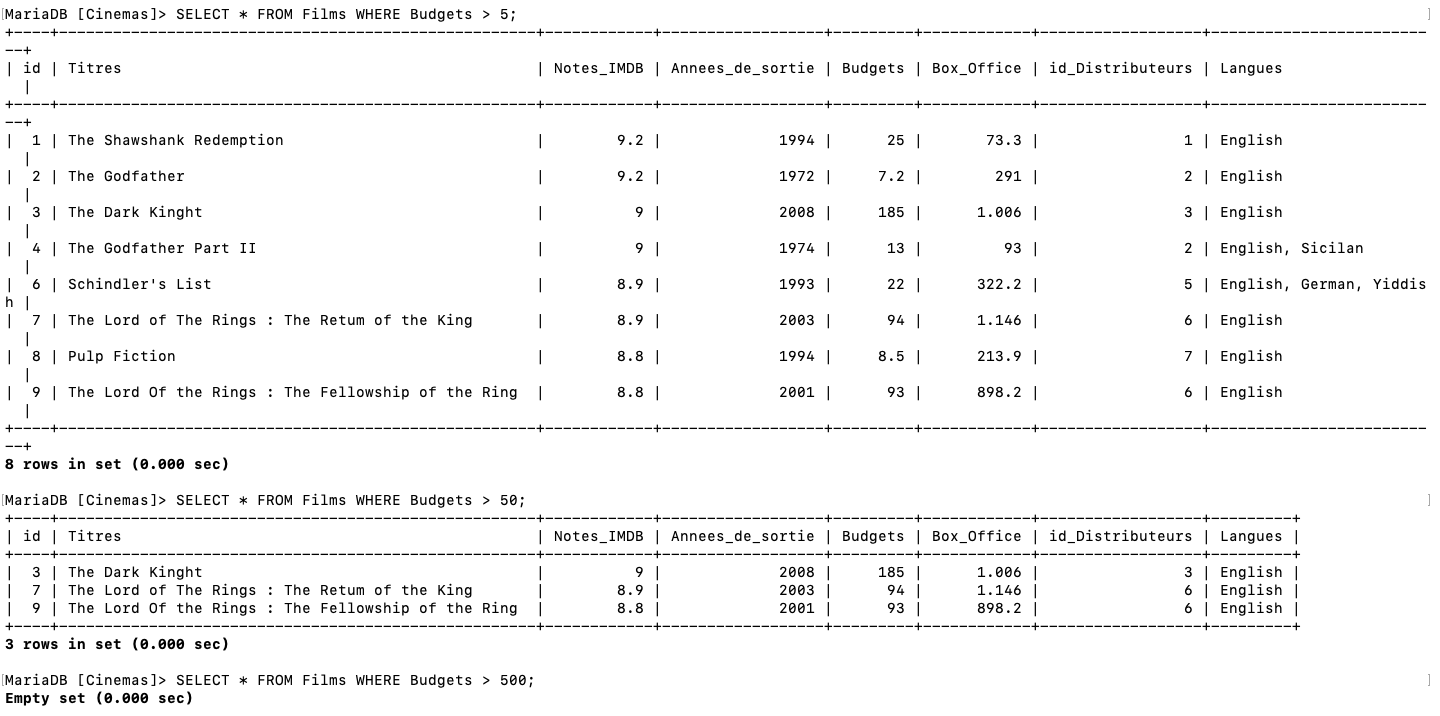 MariaDB [Cinemas]> SELECT * FROM Films WHERE Budgets > 5;
+----+-----------------------------------------------------+------------+------------------+---------+------------+------------------+------------------------
--+
| id | Titres                                              | Notes_IMDB | Annees_de_sortie | Budgets | Box_Office | id_Distributeurs | Langues
  |
+----+-----------------------------------------------------+------------+------------------+---------+------------+------------------+------------------------
--+
|  1 | The Shawshank Redemption                            |        9.2 |             1994 |      25 |       73.3 |                1 | English
  |
|  2 | The Godfather                                       |        9.2 |             1972 |     7.2 |        291 |                2 | English
  |
|  3 | The Dark Kinght                                     |          9 |             2008 |     185 |      1.006 |                3 | English
  |
|  4 | The Godfather Part II                               |          9 |             1974 |      13 |         93 |                2 | English, Sicilan
  |
|  6 | Schindler's List                                    |        8.9 |             1993 |      22 |      322.2 |                5 | English, German, Yiddis
h |
|  7 | The Lord of The Rings : The Retum of the King       |        8.9 |             2003 |      94 |      1.146 |                6 | English
  |
|  8 | Pulp Fiction                                        |        8.8 |             1994 |     8.5 |      213.9 |                7 | English
  |
|  9 | The Lord Of the Rings : The Fellowship of the Ring  |        8.8 |             2001 |      93 |      898.2 |                6 | English
  |
+----+-----------------------------------------------------+------------+------------------+---------+------------+------------------+------------------------
--+
8 rows in set (0.000 sec)
MariaDB [Cinemas]> SELECT * FROM Films WHERE Budgets > 50;
+----+-----------------------------------------------------+------------+------------------+---------+------------+------------------+---------+
| id | Titres                                              | Notes_IMDB | Annees_de_sortie | Budgets | Box_Office | id_Distributeurs | Langues |
+----+-----------------------------------------------------+------------+------------------+---------+------------+------------------+---------+
|  3 | The Dark Kinght                                     |          9 |             2008 |     185 |      1.006 |                3 | English |
|  7 | The Lord of The Rings : The Retum of the King       |        8.9 |             2003 |      94 |      1.146 |                6 | English |
|  9 | The Lord Of the Rings : The Fellowship of the Ring  |        8.8 |             2001 |      93 |      898.2 |                6 | English |
+----+-----------------------------------------------------+------------+------------------+---------+------------+------------------+---------+
3 rows in set (0.000 sec)
MariaDB [Cinemas]> SELECT * FROM Films WHERE Budgets > 500;
Empty set (0.000 sec)